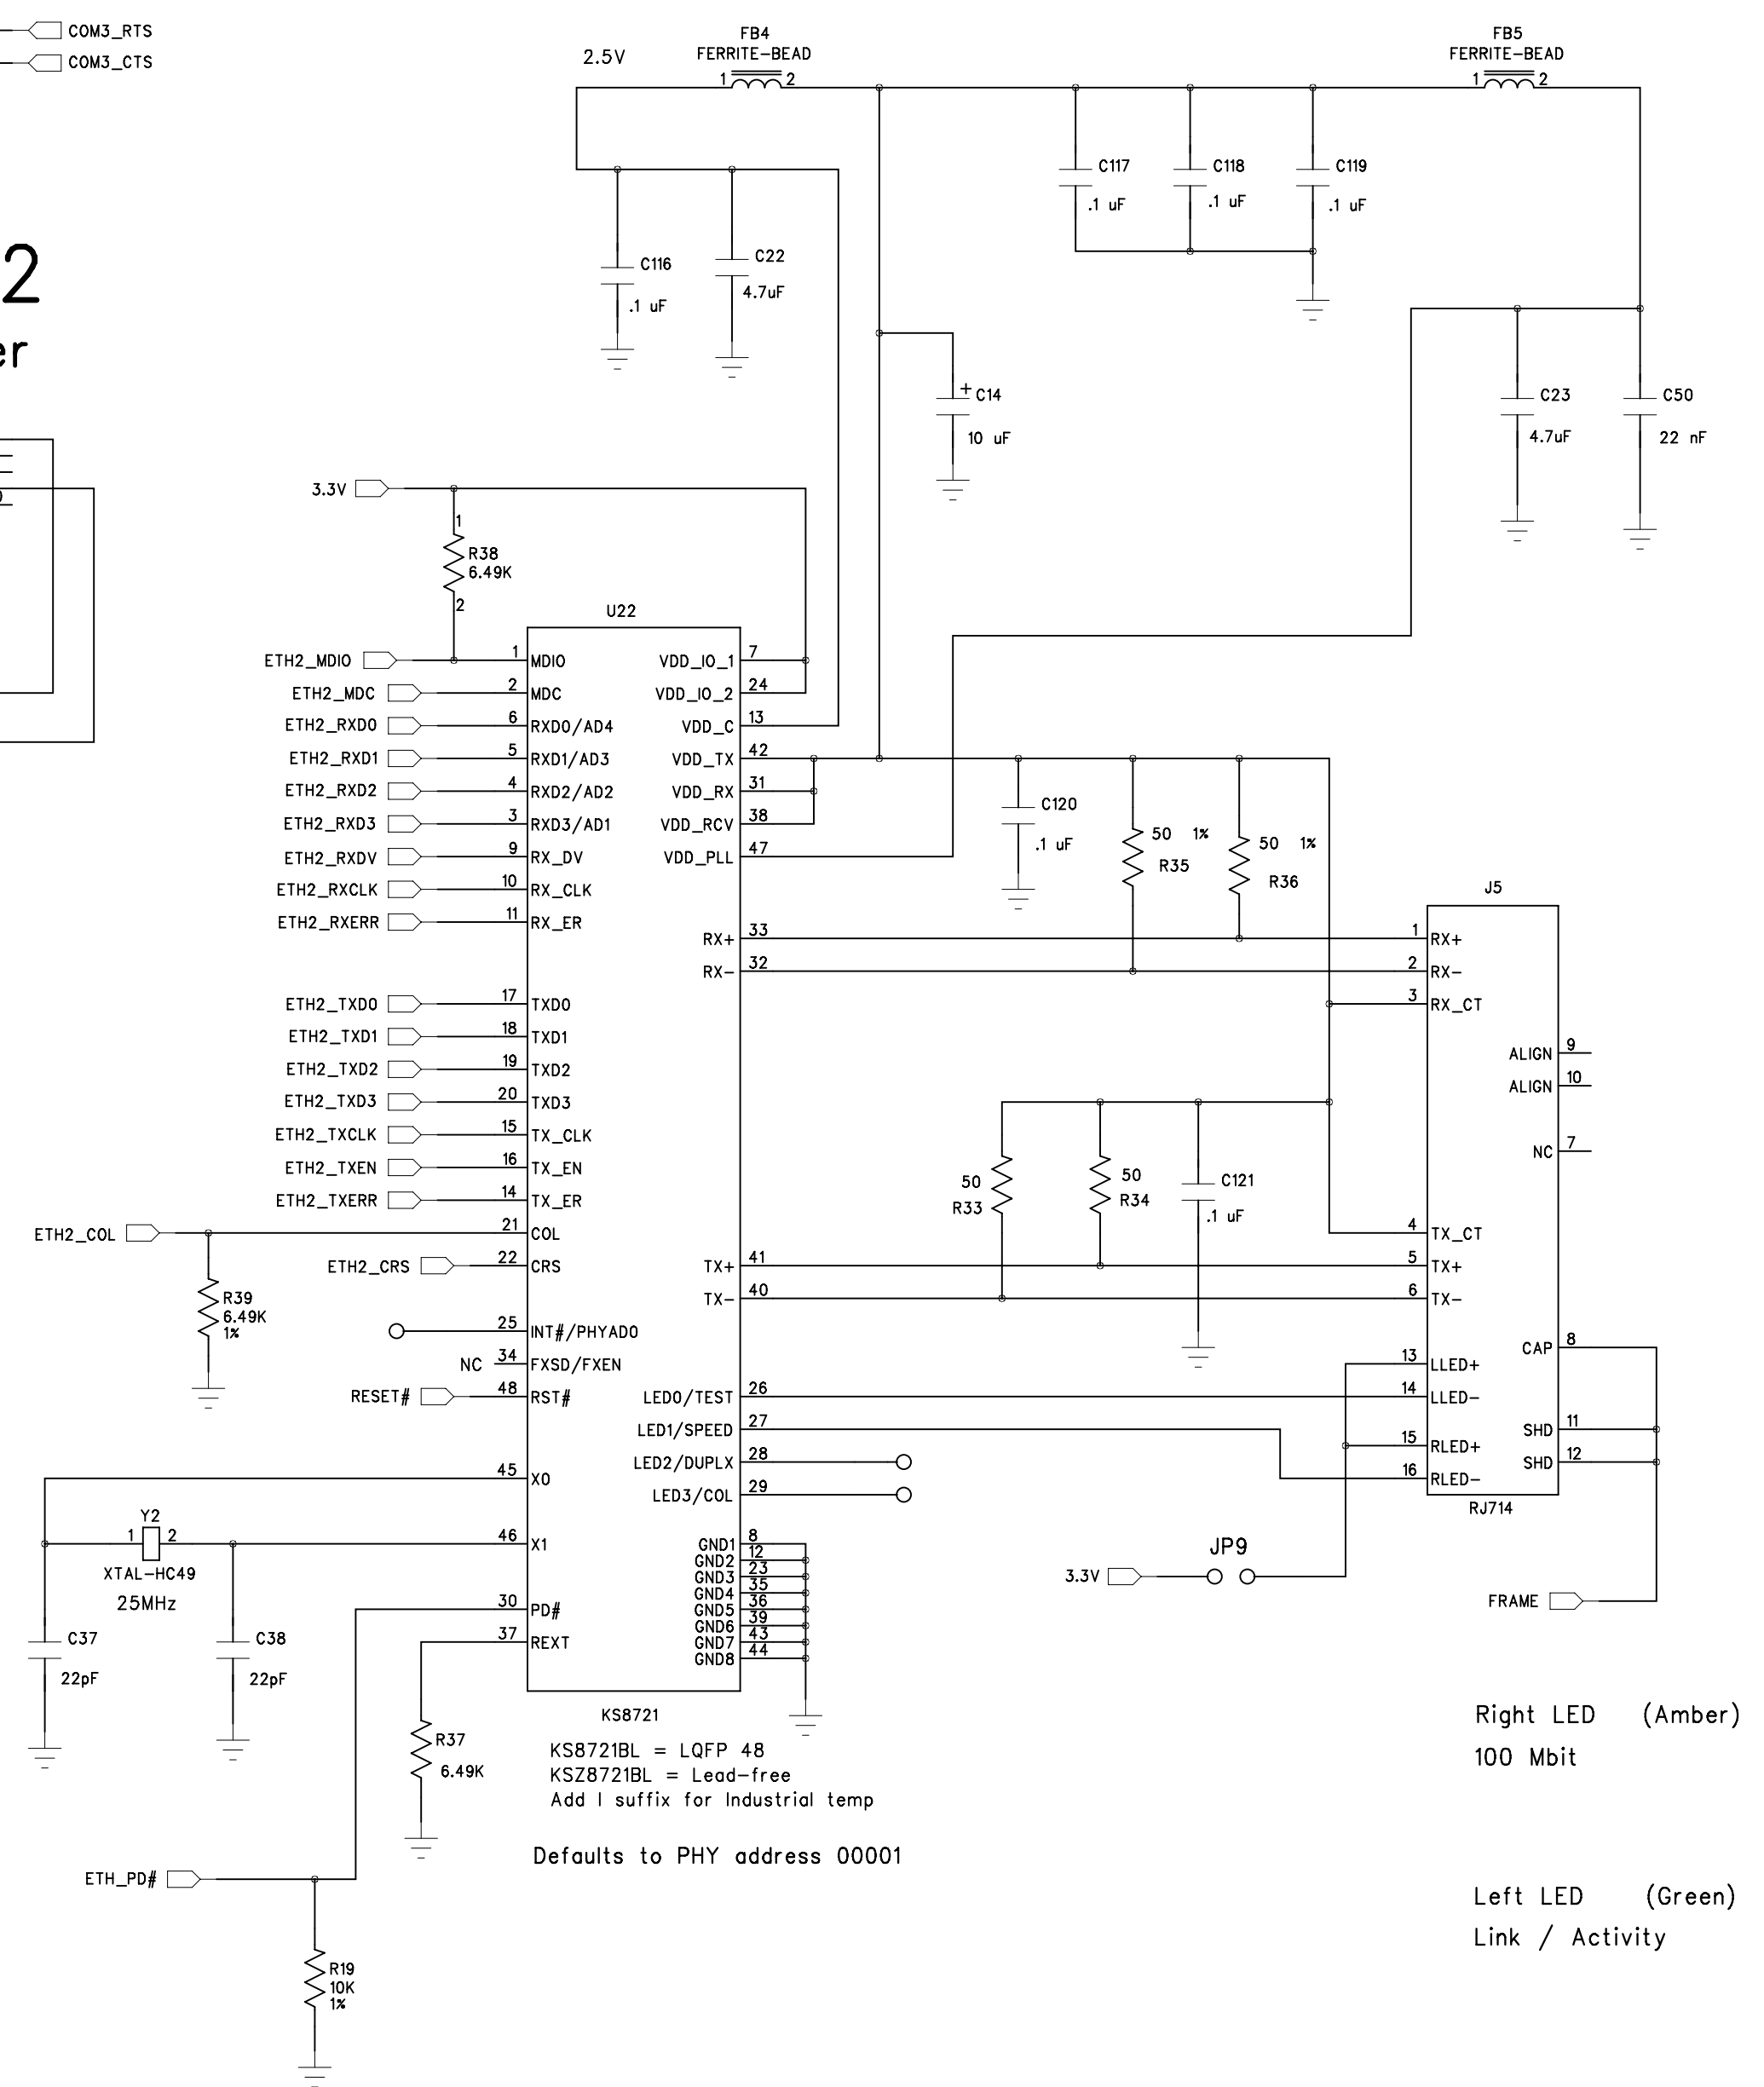 COM3_RTS
COM3_CTS
2
er
2.5V
FB4
FERRITE-BEAD
1 2
FB5
FERRITE-BEAD
1 2
C117
.1 uF
C118
.1 uF
C119
.1 uF
C116
.1 uF
C22
4.7uF
+ C14
10 uF
C23
4.7uF
C50
22 nF
3.3V
1
R38
6.49K
2
U22
ETH2_MDIO 1 MDIO
ETH2_MDC 2 MDC
ETH2_RXD0 6 RXD0/AD4
ETH2_RXD1 5 RXD1/AD3
ETH2_RXD2 4 RXD2/AD2
ETH2_RXD3 3 RXD3/AD1
ETH2_RXDV 9 RX_DV
ETH2_RXCLK 10 RX_CLK
ETH2_RXERR 11 RX_ER
ETH2_TXD0 17 TXD0
ETH2_TXD1 18 TXD1
ETH2_TXD2 19 TXD2
ETH2_TXD3 20 TXD3
ETH2_TXCLK 15 TX_CLK
ETH2_TXEN 16 TX_EN
ETH2_TXERR 14 TX_ER
ETH2_COL 21 COL
ETH2_CRS 22 CRS
R39
6.49K
1%
25 INT#/PHYAD0
NC 34 FXSD/FXEN
RESET# 48 RST#
45 X0
46 X1
30 PD#
37 REXT
VDD_IO_1 7
VDD_IO_2 24
VDD_C 13
VDD_TX 42
VDD_RX 31
VDD_RCV 38
VDD_PLL 47
RX+ 33
RX- 32
TX+ 41
TX- 40
LED0/TEST 26
LED1/SPEED 27
LED2/DUPLX 28
LED3/COL 29
GND1 8
GND2 12
GND3 23
GND4 35
GND5 36
GND6 39
GND7 43
GND8 44
C120
.1 uF
50 1%
R35
50 1%
R36
50
R33
50
R34
C121
.1 uF
J5
1 RX+
2 RX-
3 RX_CT
4 TX_CT
5 TX+
6 TX-
13 LLED+
14 LLED-
15 RLED+
16 RLED-
ALIGN 9
ALIGN 10
NC 7
CAP 8
SHD 11
SHD 12
RJ714
JP9
3.3V
FRAME
Y2
1 2
XTAL-HC49
25MHz
C37
22pF
C38
22pF
R37
6.49K
KS8721
KS8721BL = LQFP 48
KSZ8721BL = Lead-free
Add I suffix for Industrial temp
Defaults to PHY address 00001
ETH_PD#
R19
10K
1%
Right LED (Amber)
100 Mbit
Left LED (Green)
Link / Activity